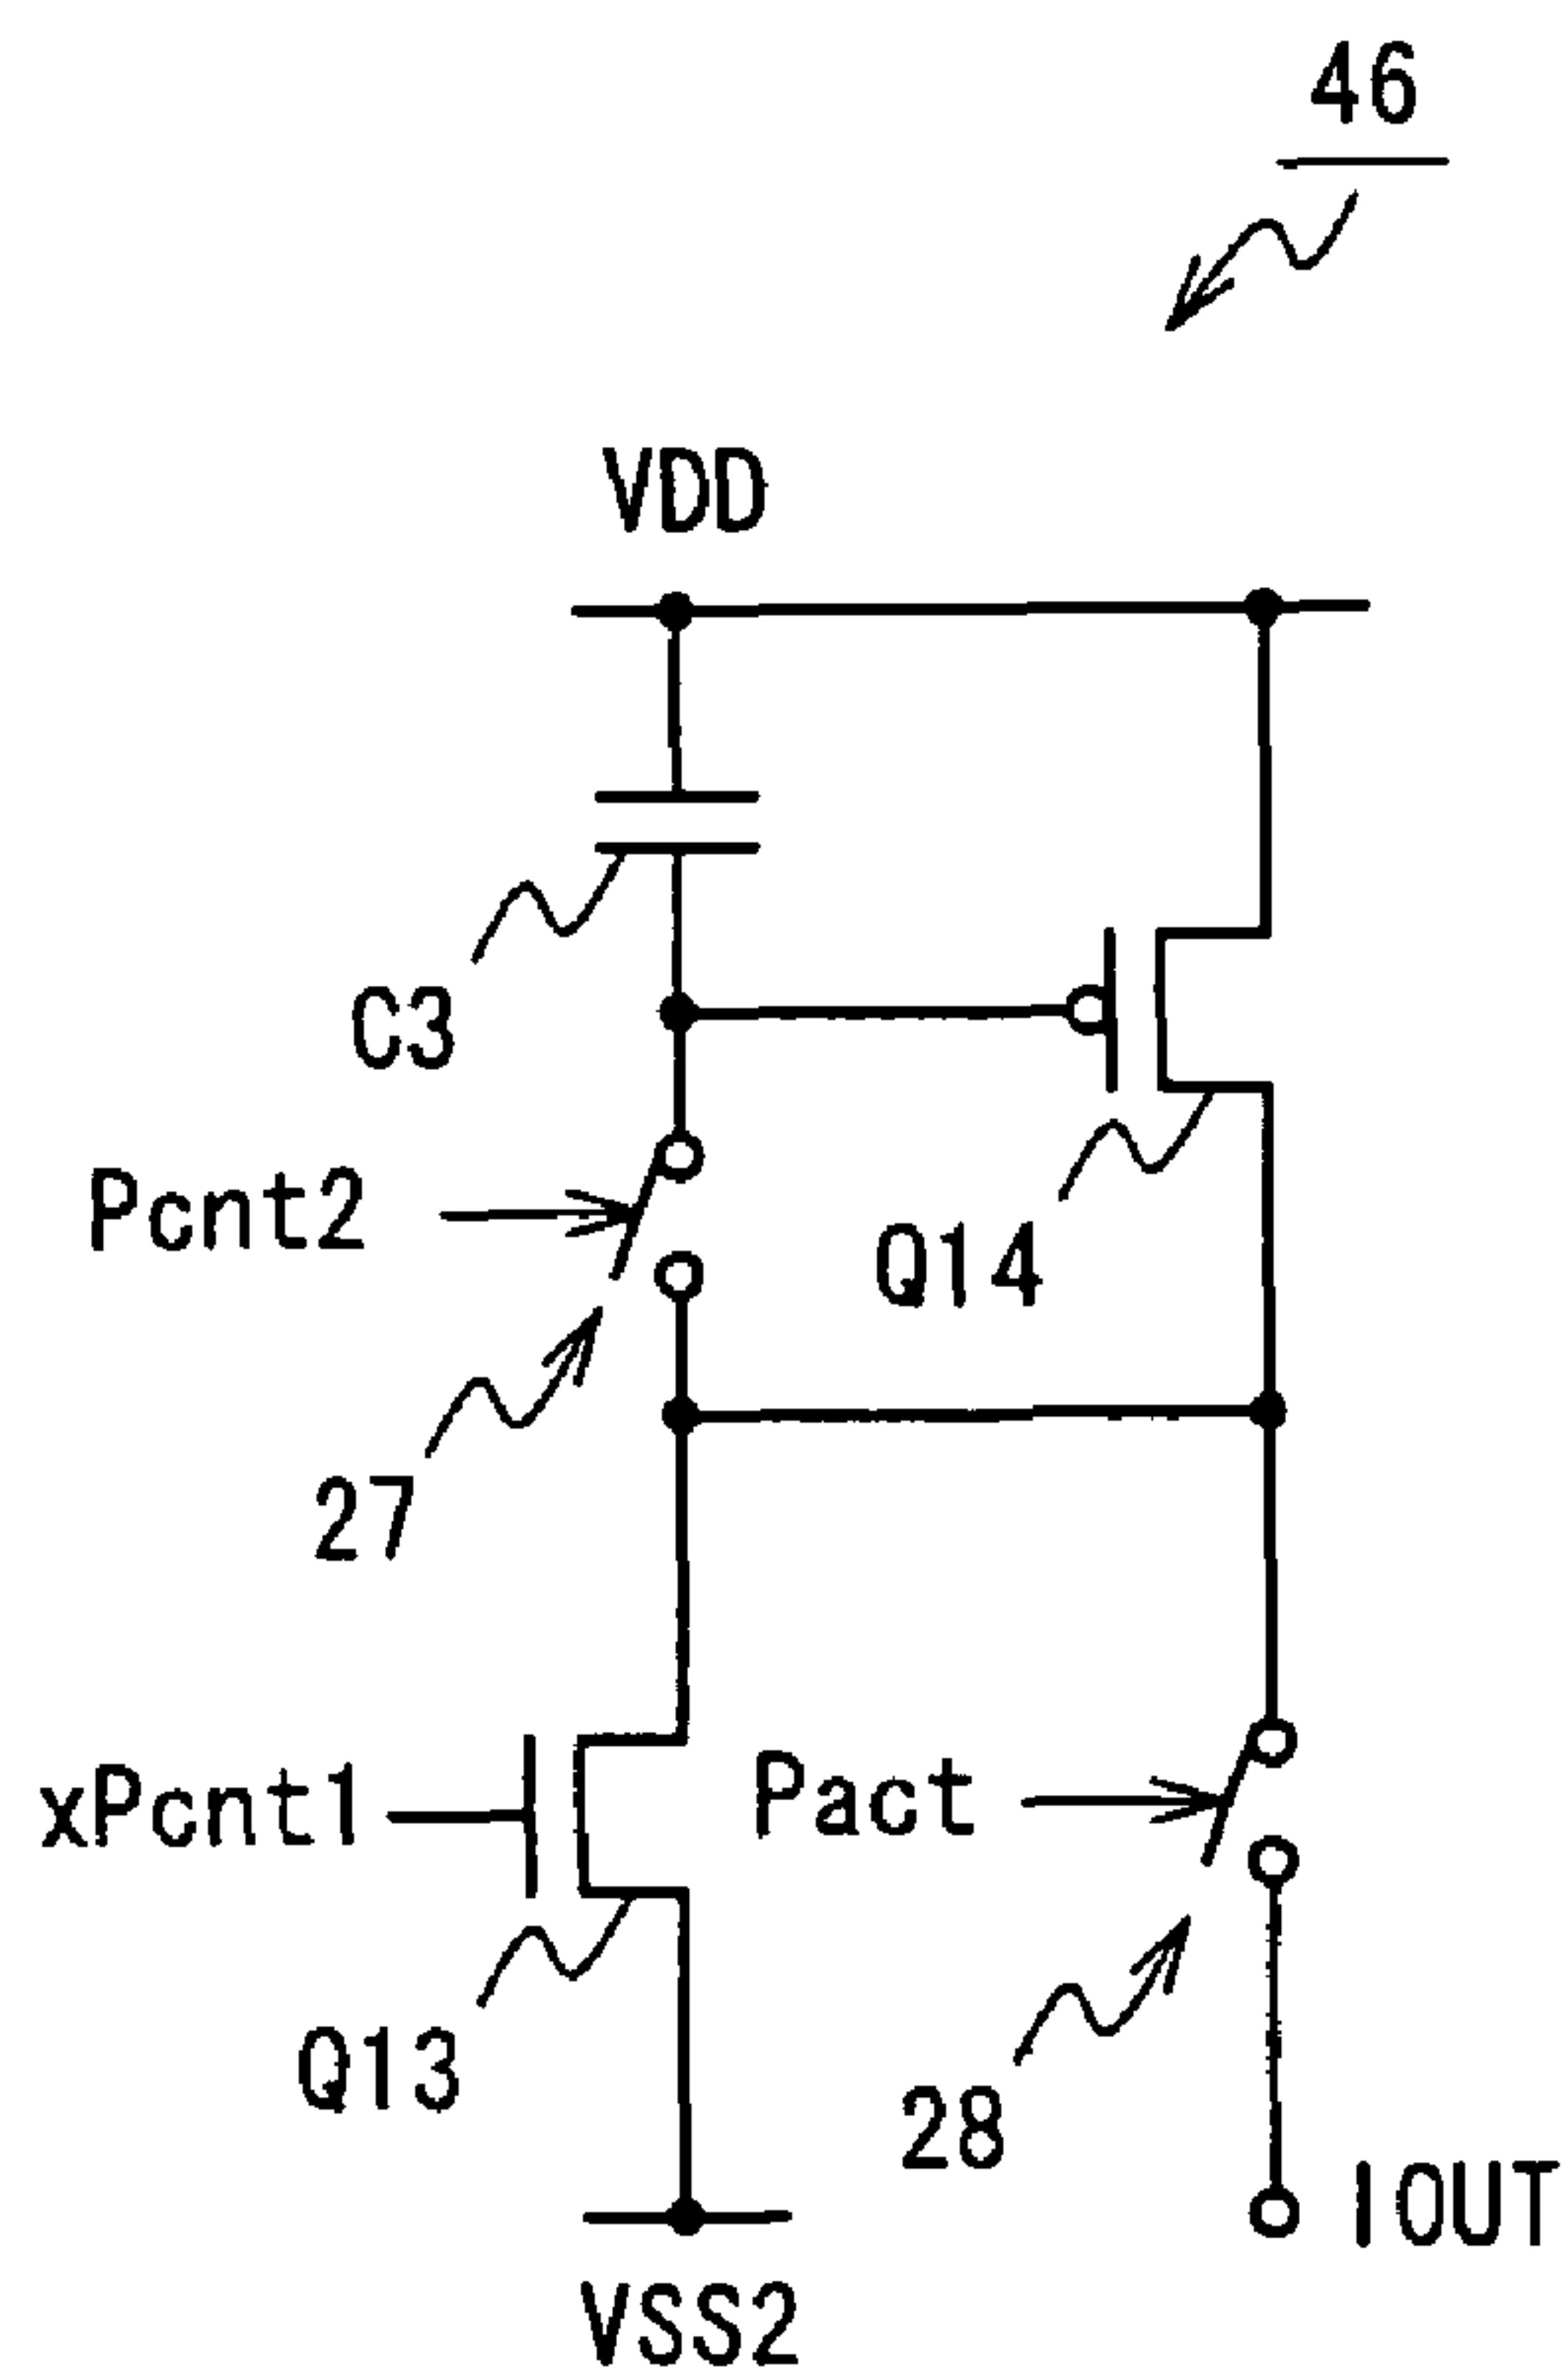 46
VDD
C3
Pcnt2
Q14
27
xPcnt1
Pact
Q13
28
IOUT
VSS2